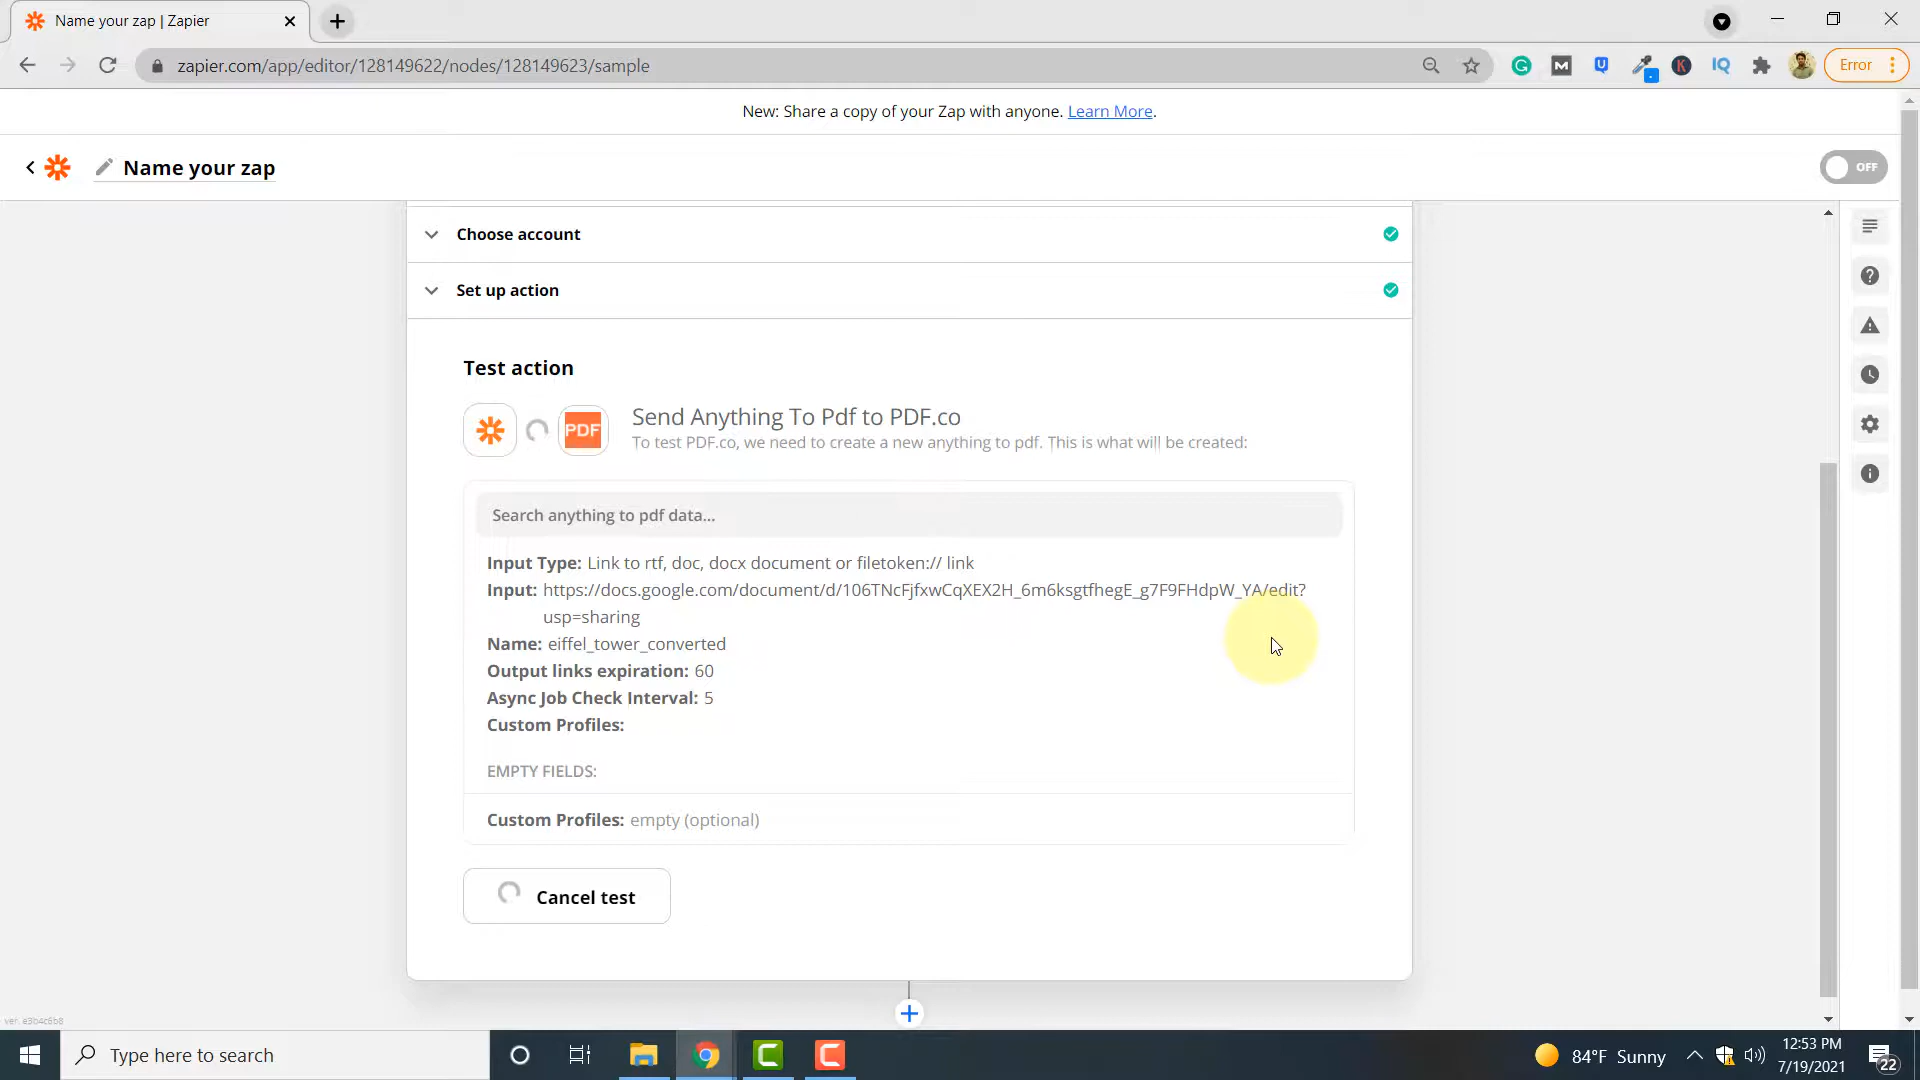 Name your zap | Zapier
zapier.com/app/editor/128149622/nodes/128149623/sample
Error
New: Share a copy of your Zap with anyone. Learn More.
Name your zap
OFF
Choose account
Set up action
Test action
PDF
Send Anything To Pdf to PDF.co
To test PDF.co, we need to create a new anything to pdf. This is what will be created:
Search anything to pdf data...
Input Type: Link to rtf, doc, docx document or filetoken:// link
Input: https://docs.google.com/document/d/106TNcFjfxwCqXEX2H_6m6ksgtfhegE_g7F9FHdpW_YA/edit?
usp=sharing
Name: eiffel_tower_converted
Output links expiration: 60
Async Job Check Interval: 5
Custom Profiles:
EMPTY FIELDS:
Custom Profiles: empty (optional)
Cancel test
ver. e3b4c6b8
Type here to search
84°F Sunny
12:53 PM
7/19/2021
22